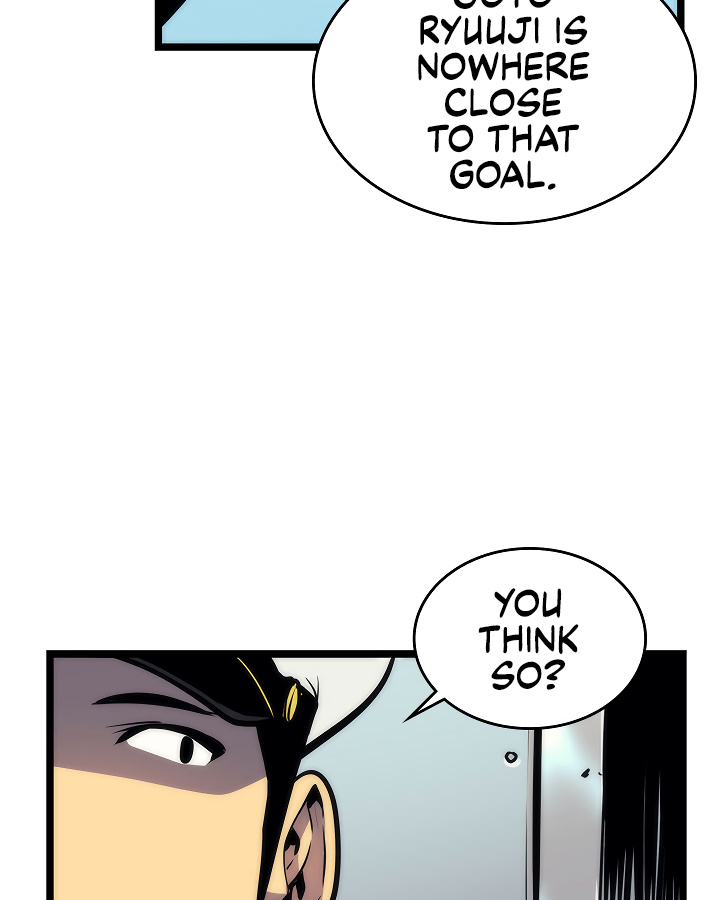 RYUUJI IS
NOWHERE
CLOSE
TO THAT
GOAL.
YOU
THINK
SO?